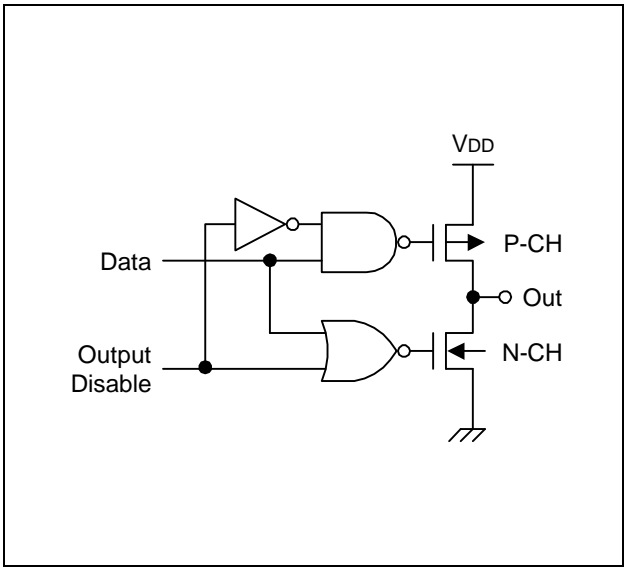 VDD
P-CH
Data
Out
Output
Disable
N-CH